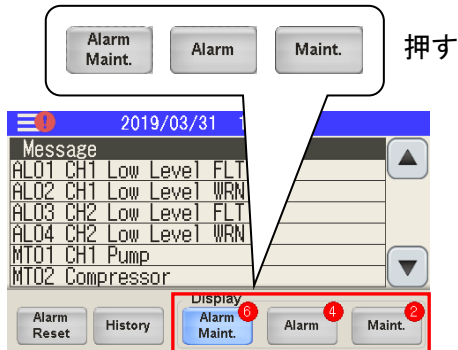 Alarm
Maint.
Alarm
Maint.
押す
2019/03/31 1
Message
AL01 CH1 Low Level FLT
AL02 CH1 Low Level WRN
AL03 CH2 Low Level FLT
AL04 CH2 Low Level WRN
MT01 CH1 Pump
MT02 Compressor
Display
Alarm
Reset
History
Alarm
Maint.
6
Alarm
4
Maint.
2